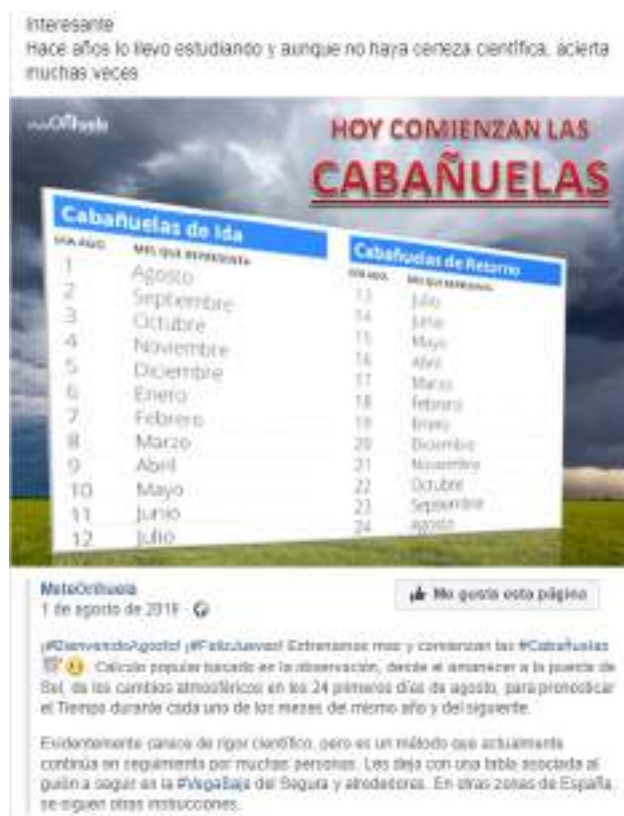 Interesante
Hace años lo llevo estudiando y aunque no haya certeza científica, acierta
muchas veces
HOY COMIENZAN LAS
CABAÑUELAS
Cabañuelas de Ida
DÍA AGO. MES QUE REPRESENTA
1 Agosto
2 Septiembre
3 Octubre
4 Noviembre
5 Diciembre
6 Enero
7 Febrero
8 Marzo
9 Abril
10 Mayo
11 Junio
12 Julio
Cabañuelas de Retorno
DÍA AGO. MES QUE REPRESENTA
13 Julio
14 Junio
15 Mayo
16 Abril
17 Marzo
18 Febrero
19 Enero
20 Diciembre
21 Noviembre
22 Octubre
23 Septiembre
24 Agosto
MeteOrihuela
1 de agosto de 2019
Me gusta esta página
¡#BienvenidoAgosto! ¡#FelizJueves! Estrenamos mes y comienzan las #Cabañuelas
Cálculo popular basado en la observación, desde el amanecer a la puesta de
Sol, de los cambios atmosféricos en los 24 primeros días de agosto, para pronosticar
el Tiempo durante cada uno de los meses del mismo año y del siguiente.
Evidentemente carece de rigor científico, pero es un método que actualmente
continúa en seguimiento por muchas personas. Les dejo con una tabla asociada al
guión a seguir en la #VegaBaja del Segura y alrededores. En otras zonas de España,
se siguen otras instrucciones.